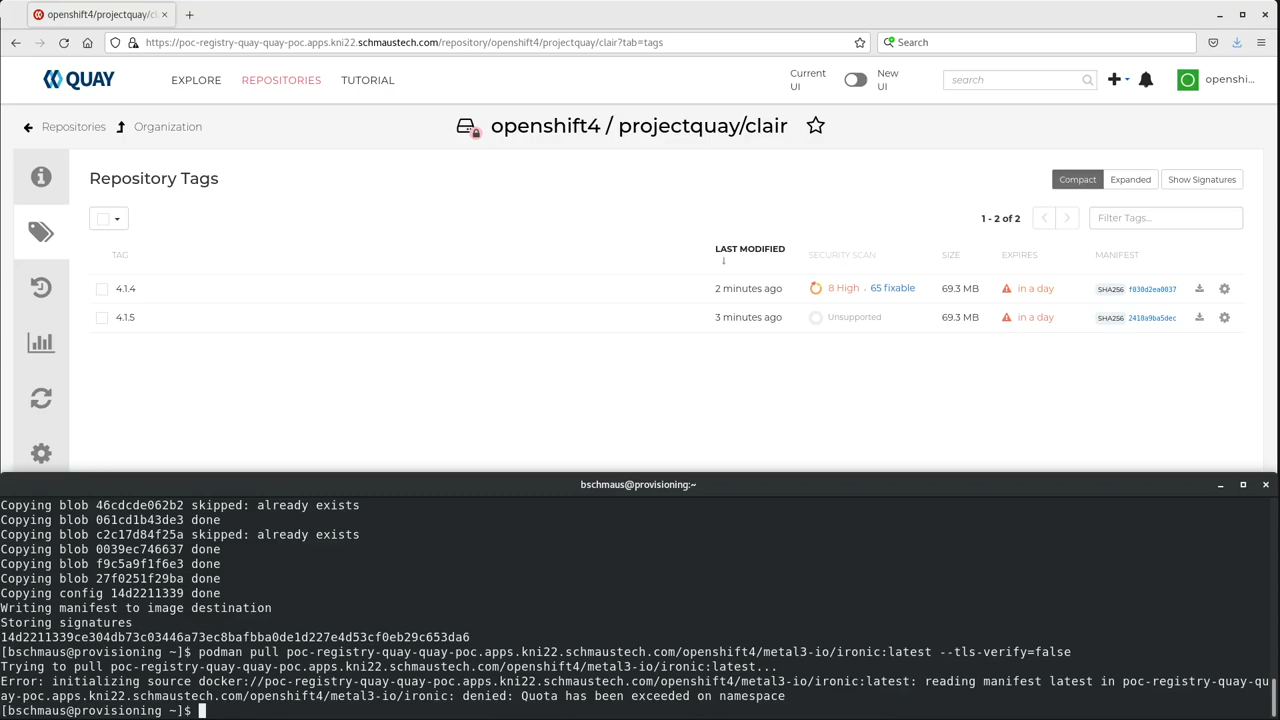 openshift4/projectquay/cl
https://poc-registry-quay-quay-poc.apps.kni22.schmaustech.com/repository/openshift4/projectquay/clair?tab=tags
Search
QUAY
EXPLORE
REPOSITORIES
TUTORIAL
Current UI
New UI
search
openshi...
Repositories
Organization
openshift4 / projectquay/clair
Repository Tags
Compact
Expanded
Show Signatures
1 - 2 of 2
Filter Tags...
TAG LAST MODIFIED ↓ SECURITY SCAN SIZE EXPIRES MANIFEST
4.1.4 2 minutes ago 8 High . 65 fixable 69.3 MB in a day SHA256 f030d2ea0037
4.1.5 3 minutes ago Unsupported 69.3 MB in a day SHA256 2410a9ba5dec
bschmaus@provisioning:~
Copying blob 46cdcde062b2 skipped: already exists
Copying blob 061cd1b43de3 done
Copying blob c2c17d84f25a skipped: already exists
Copying blob 0039ec746637 done
Copying blob f9c5a9f1f6e3 done
Copying blob 27f0251f29ba done
Copying config 14d2211339 done
Writing manifest to image destination
Storing signatures
14d2211339ce304db73c03446a73ec8bafbba0de1d227e4d53cf0eb29c653da6
[bschmaus@provisioning ~]$ podman pull poc-registry-quay-quay-poc.apps.kni22.schmaustech.com/openshift4/metal3-io/ironic:latest --tls-verify=false
Trying to pull poc-registry-quay-quay-poc.apps.kni22.schmaustech.com/openshift4/metal3-io/ironic:latest...
Error: initializing source docker://poc-registry-quay-quay-poc.apps.kni22.schmaustech.com/openshift4/metal3-io/ironic:latest: reading manifest latest in poc-registry-quay-qu
ay-poc.apps.kni22.schmaustech.com/openshift4/metal3-io/ironic: denied: Quota has been exceeded on namespace
[bschmaus@provisioning ~]$